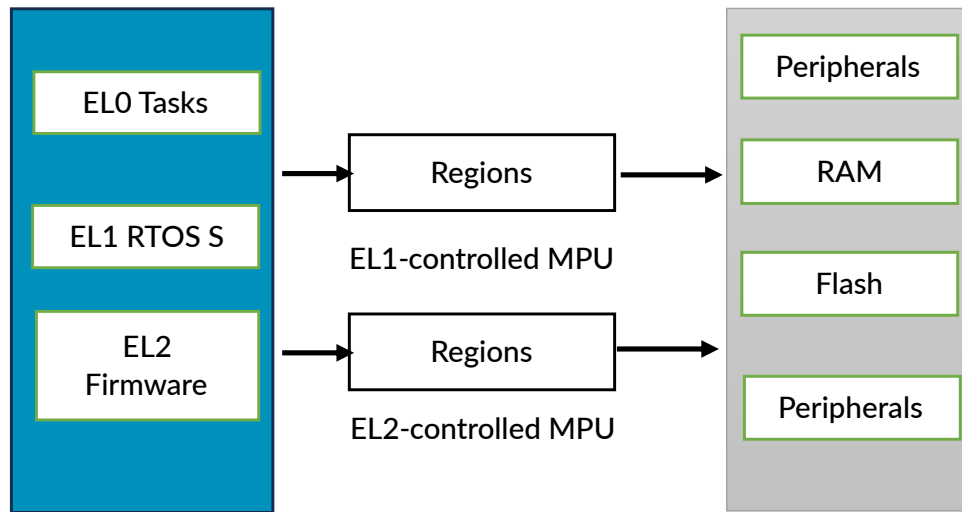 EL0 Tasks
EL1 RTOS S
EL2
Firmware
Regions
EL1-controlled MPU
Regions
EL2-controlled MPU
Peripherals
RAM
Flash
Peripherals